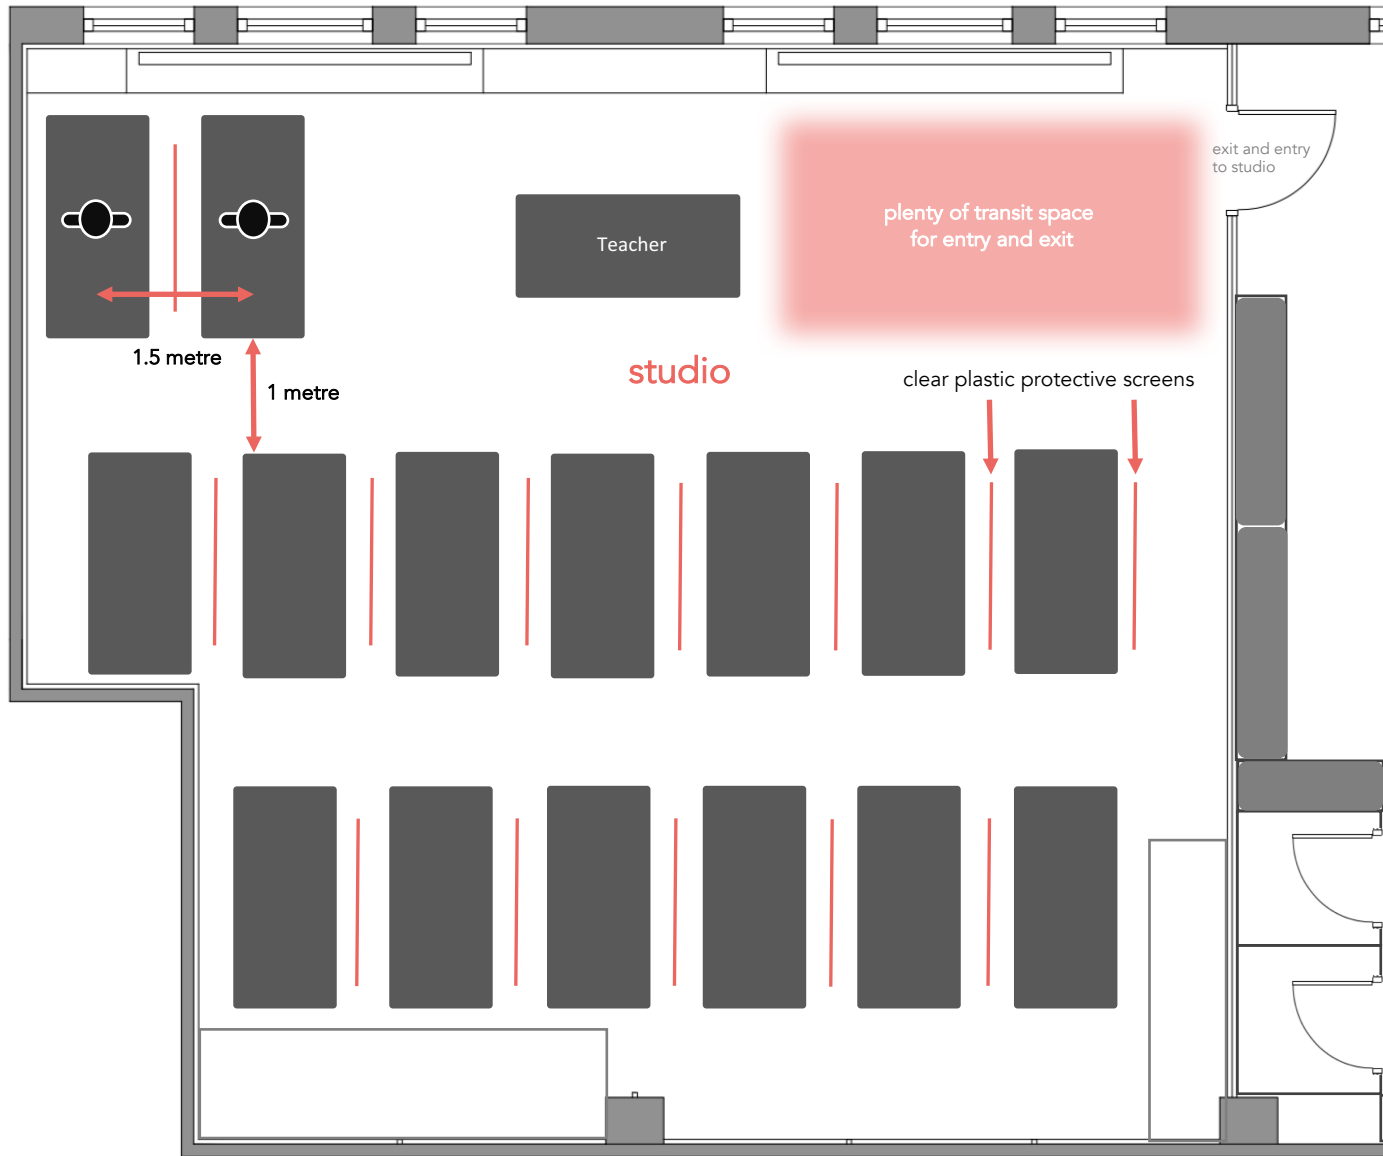 exit and entry
to studio
plenty of transit space
for entry and exit
Teacher
1.5 metre
studio
clear plastic protective screens
1 metre